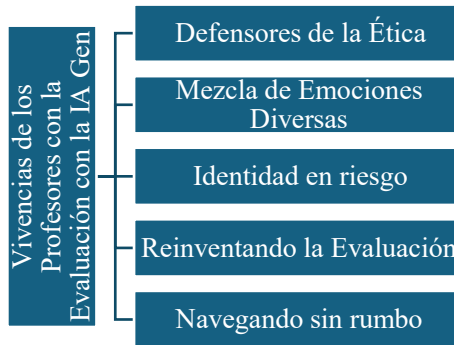 Vivencias de los
Profesores con la
Evaluación con la IA Gen
Defensores de la Ética
Mezcla de Emociones
Diversas
Identidad en riesgo
Reinventando la Evaluación
Navegando sin rumbo